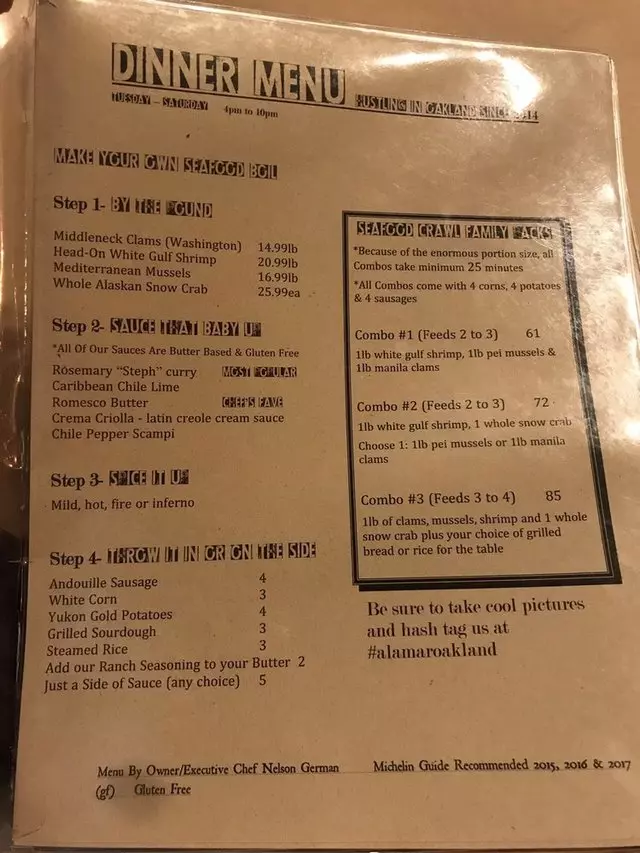 DINNER MENU
HUSTLING IN OAKLAND SINCE 2014
TUESDAY – SATURDAY 4pm to 10pm
MAKE YOUR OWN SEAFOOD BOIL
Step 1- BY THE POUND
Middleneck Clams (Washington) 14.99lb
Head-On White Gulf Shrimp 20.99lb
Mediterranean Mussels 16.99lb
Whole Alaskan Snow Crab 25.99ea
Step 2- SAUCE THAT BABY UP
*All Of Our Sauces Are Butter Based & Gluten Free
Rosemary "Steph" curry MOST POPULAR
Caribbean Chile Lime
Romesco Butter CHEF'S FAVE
Crema Criolla - latin creole cream sauce
Chile Pepper Scampi
Step 3- SPICE IT UP
Mild, hot, fire or inferno
Step 4- THROW IT IN OR ON THE SIDE
Andouille Sausage 4
White Corn 3
Yukon Gold Potatoes 4
Grilled Sourdough 3
Steamed Rice 3
Add our Ranch Seasoning to your Butter 2
Just a Side of Sauce (any choice) 5
SEAFOOD CRAWL FAMILY PACKS
*Because of the enormous portion size, all
Combos take minimum 25 minutes
*All Combos come with 4 corns, 4 potatoes
& 4 sausages
Combo #1 (Feeds 2 to 3) 61
1lb white gulf shrimp, 1lb pei mussels &
1lb manila clams
Combo #2 (Feeds 2 to 3) 72
1lb white gulf shrimp, 1 whole snow crab
Choose 1: 1lb pei mussels or 1lb manila
clams
Combo #3 (Feeds 3 to 4) 85
1lb of clams, mussels, shrimp and 1 whole
snow crab plus your choice of grilled
bread or rice for the table
Be sure to take cool pictures
and hash tag us at
#alamaroakland
Menu By Owner/Executive Chef Nelson German Michelin Guide Recommended 2015, 2016 & 2017
(gf) Gluten Free